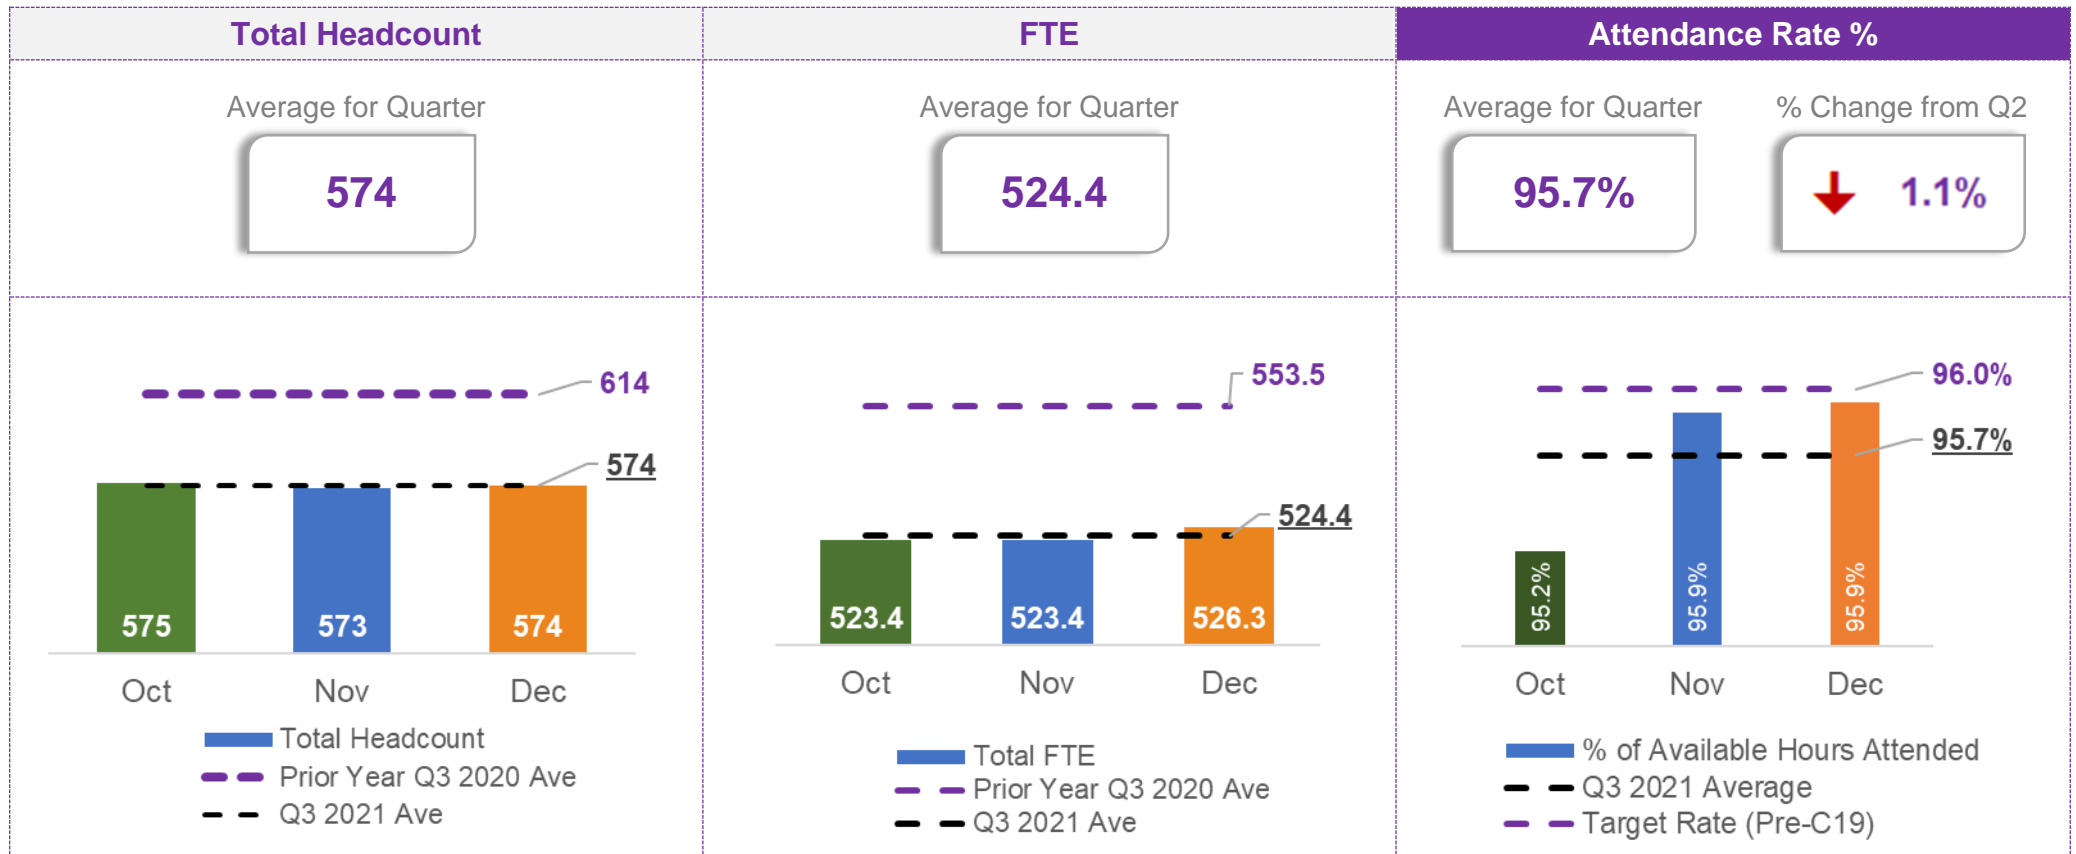 Total Headcount
Average for Quarter
574
614
574
575
573
574
Oct
Nov
Dec
Total Headcount
Prior Year Q3 2020 Ave
Q3 2021 Ave
FTE
Average for Quarter
524.4
553.5
524.4
523.4
523.4
526.3
Oct
Nov
Dec
Total FTE
Prior Year Q3 2020 Ave
Q3 2021 Ave
Attendance Rate %
Average for Quarter
95.7%
% Change from Q2
1.1%
96.0%
95.7%
95.2%
95.9%
95.9%
Oct
Nov
Dec
% of Available Hours Attended
Q3 2021 Average
Target Rate (Pre-C19)